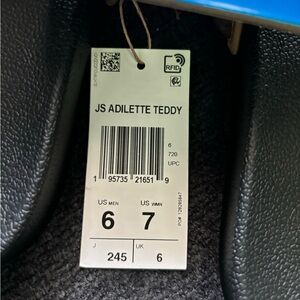 RFID
JS ADILETTE TEDDY
6
720
UPC
1 95735 21651 9
US MEN US WMN
6 7
J UK
245 6